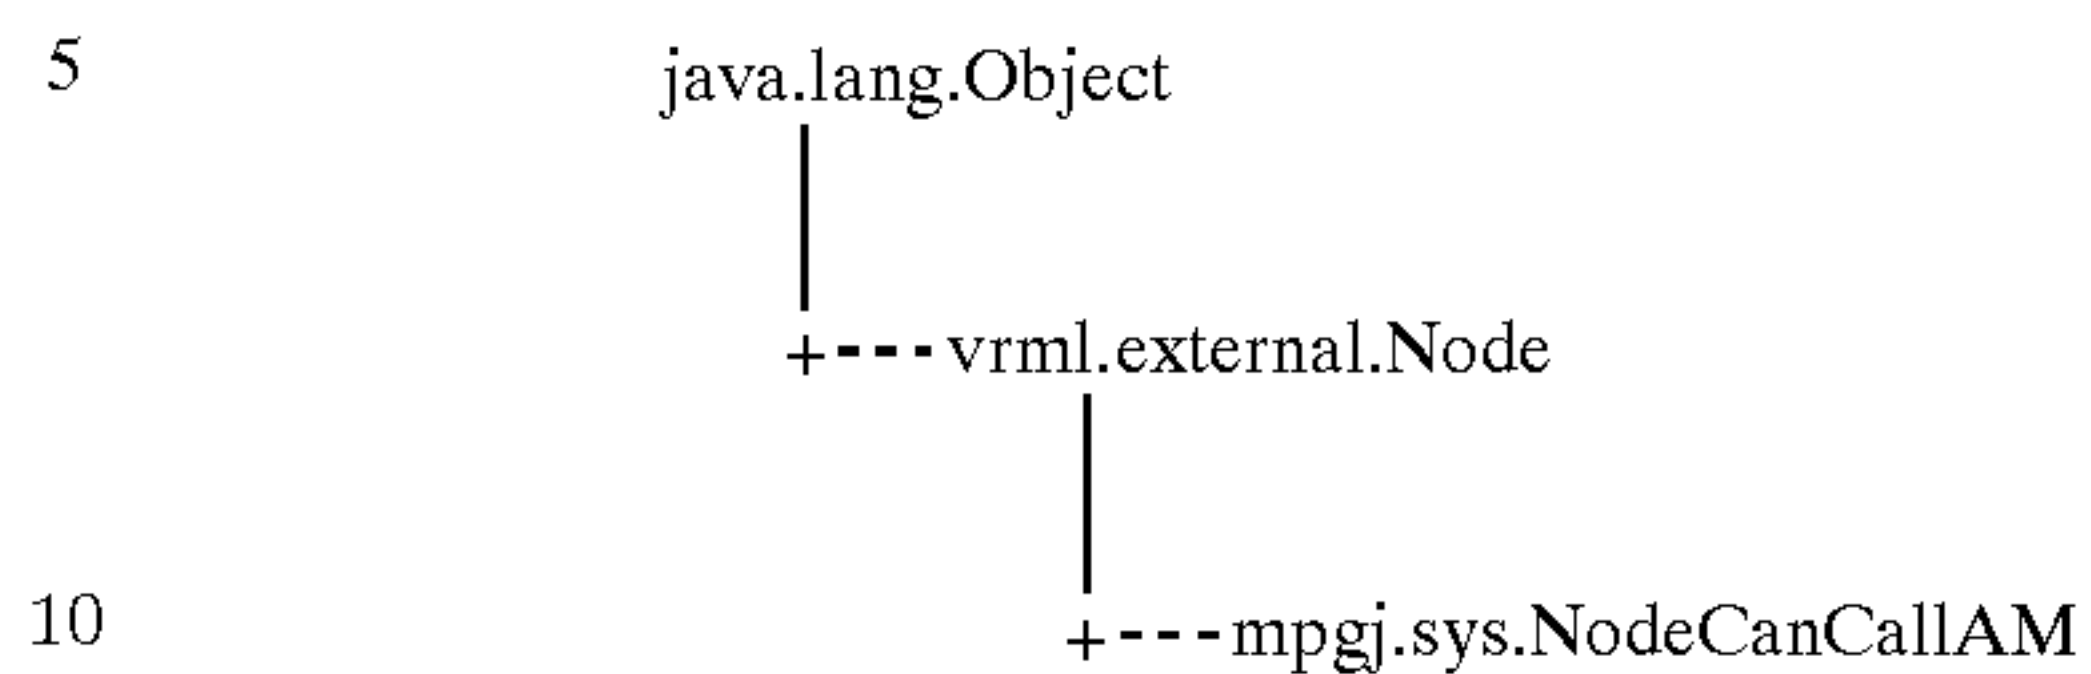 5 java.lang.Object
+---vrml.external.Node
10 +---mpgj.sys.NodeCanCallAM